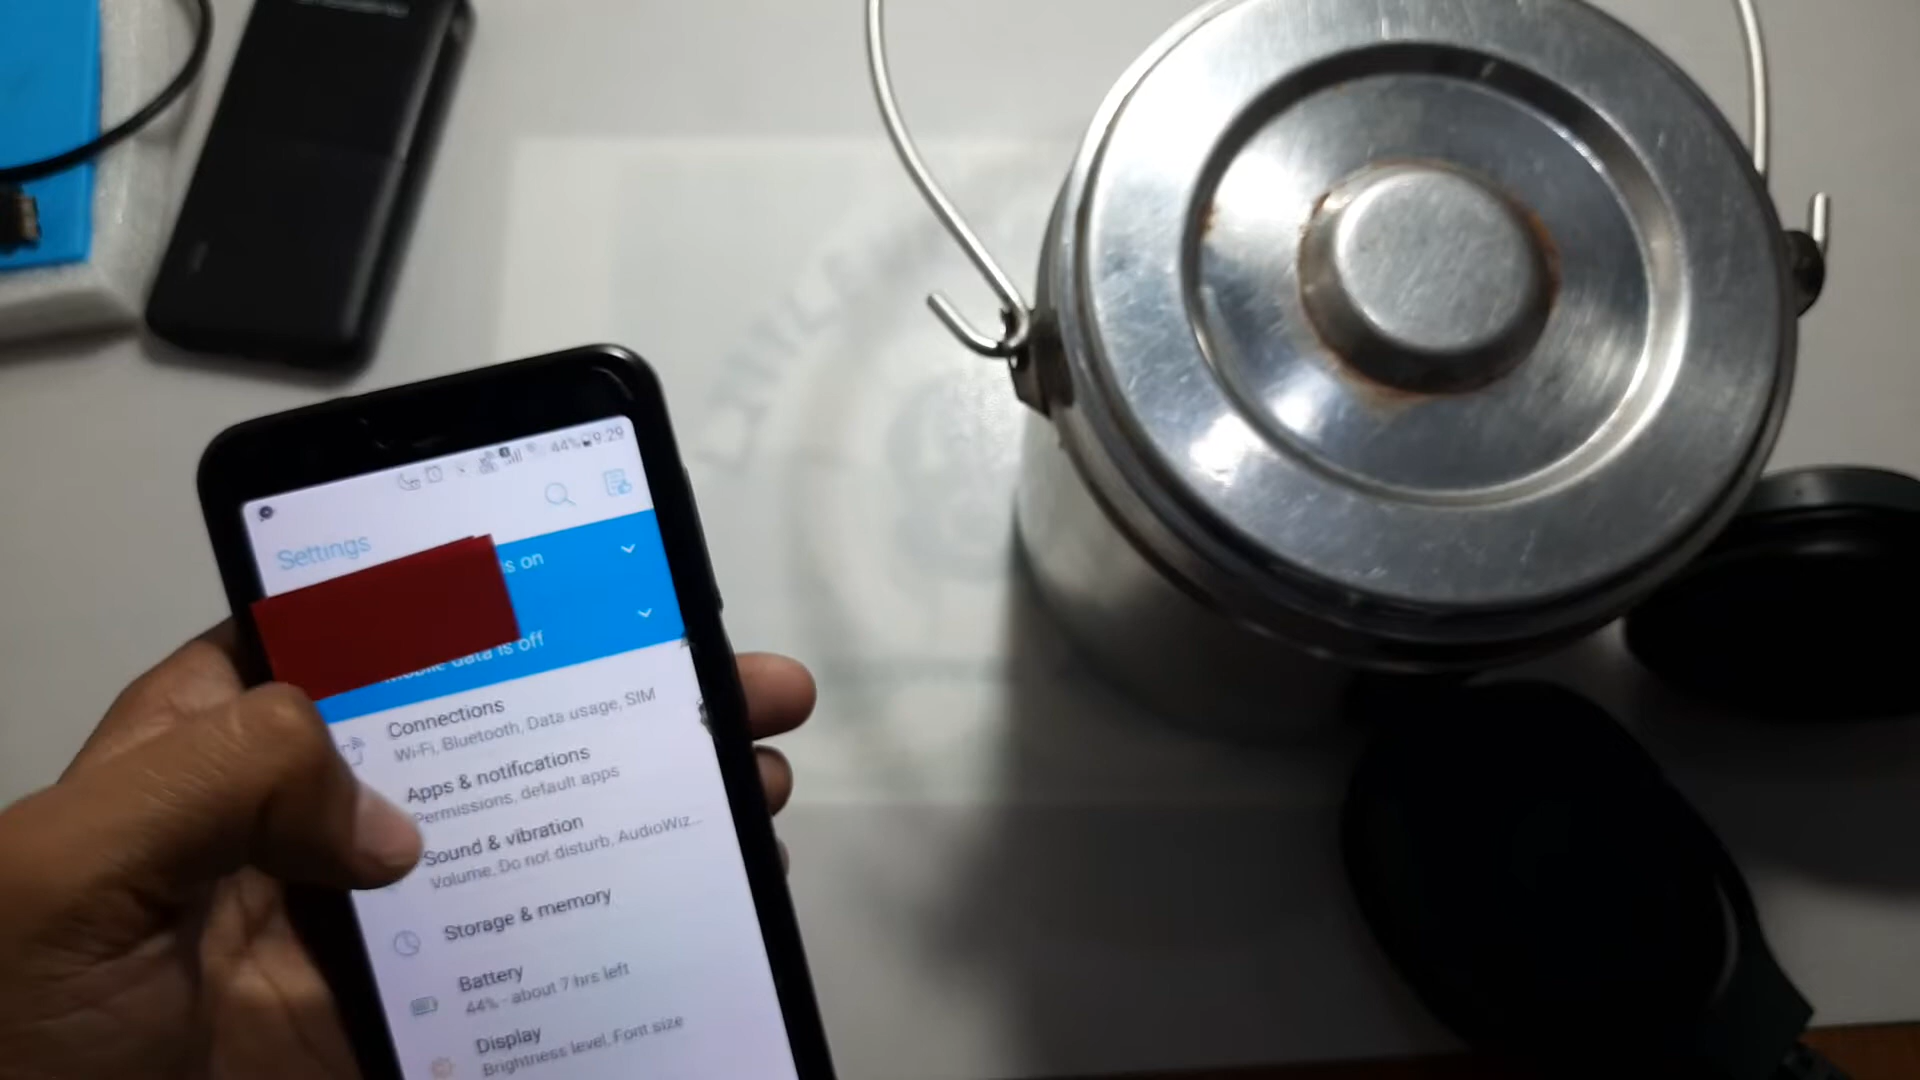 44% 9:29
Settings
is on
Mobile data is off
Connections
Wi-Fi, Bluetooth, Data usage, SIM
Apps & notifications
Permissions, default apps
Sound & vibration
Volume, Do not disturb, AudioWiz...
Storage & memory
Battery
44% - about 7 hrs left
Display
Brightness level, Font size